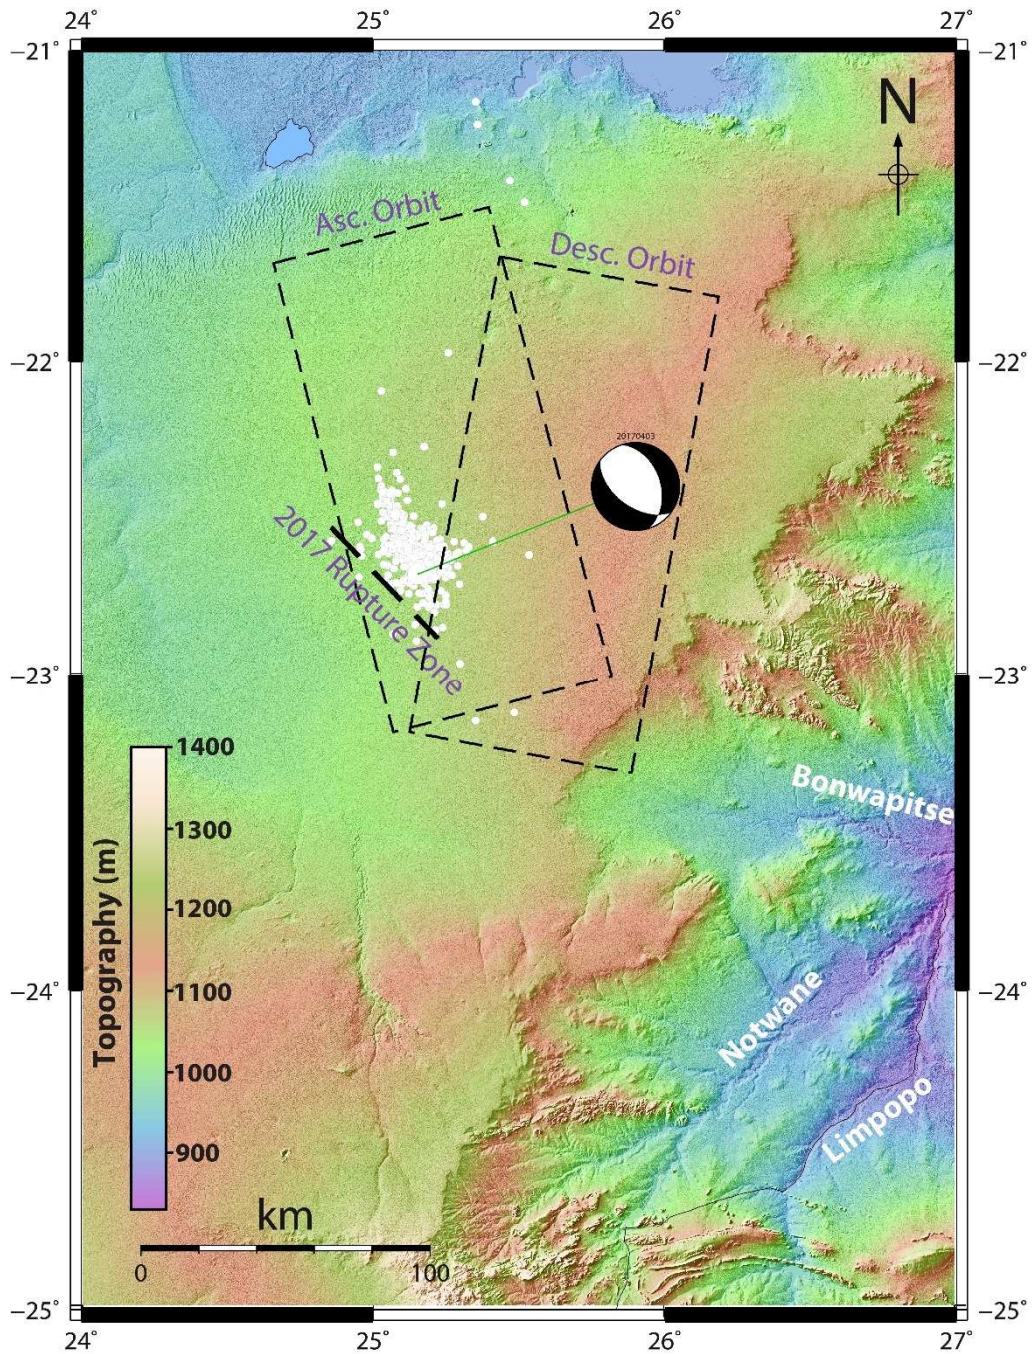 24° 25° 26° 27°
−21° −21°
N
Asc. Orbit
Desc. Orbit
−22° −22°
20170403
2017 Rupture Zone
−23° −23°
1400
Bonwapitse
1300
Topography (m)
1200
−24° −24°
1100
Notwane
1000
Limpopo
900
km
0 100
−25° −25°
24° 25° 26° 27°